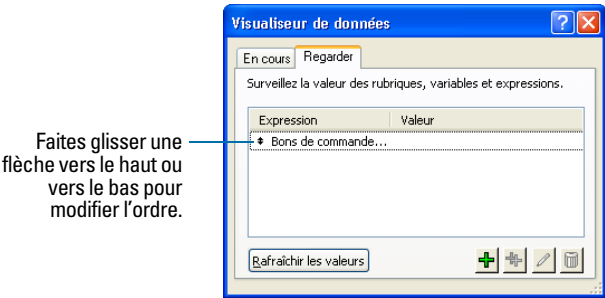 Visualiseur de données
En cours Regarder
Surveillez la valeur des rubriques, variables et expressions.
Expression Valeur
Bons de commande...
Faites glisser une
flèche vers le haut ou
vers le bas pour
modifier l'ordre.
Rafraîchir les valeurs